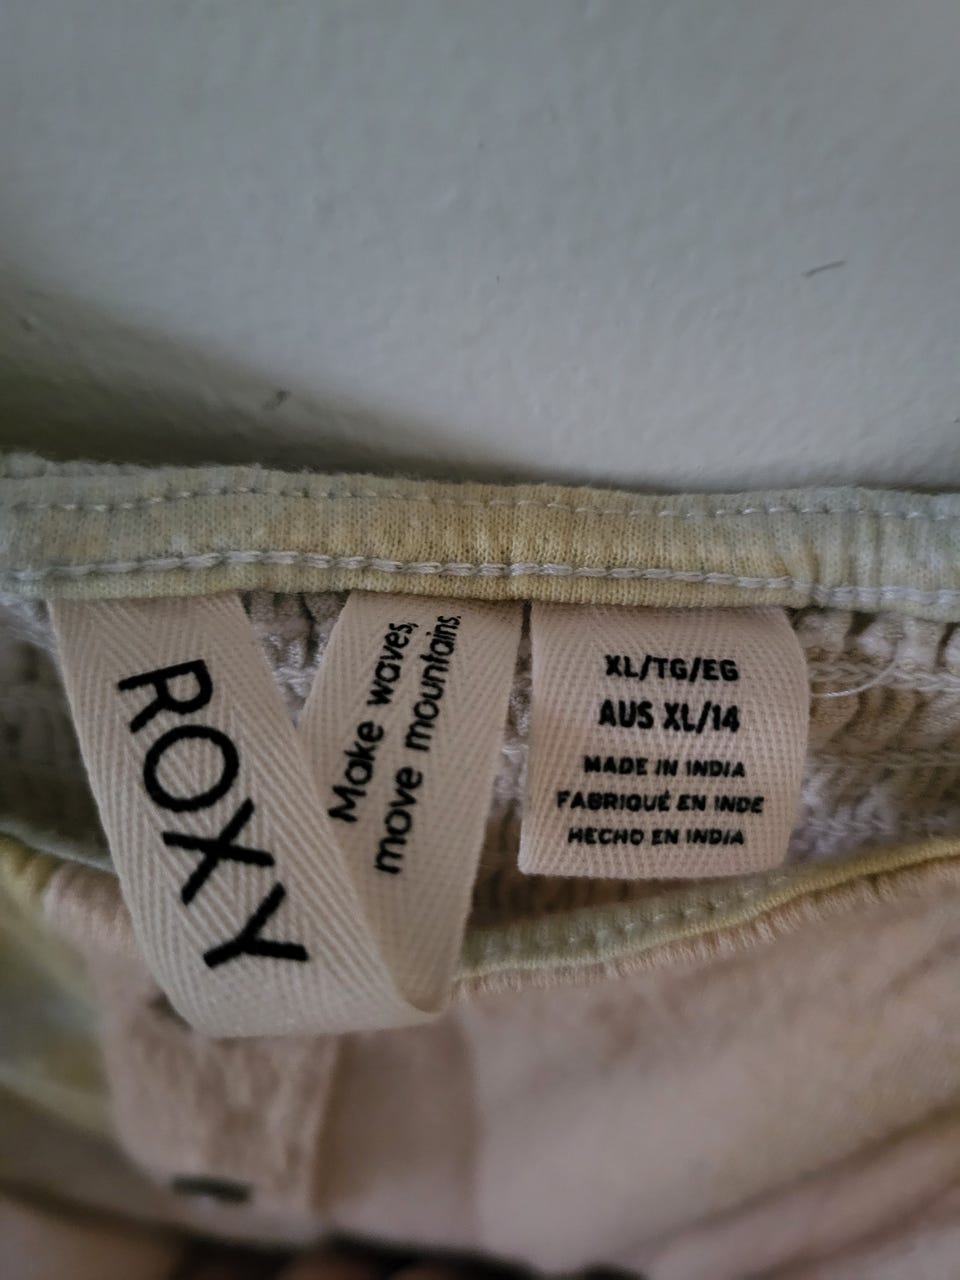 ROXY
Make waves,
move mountains.
XL/TG/EG
AUS XL/14
MADE IN INDIA
FABRIQUÉ EN INDE
HECHO EN INDIA